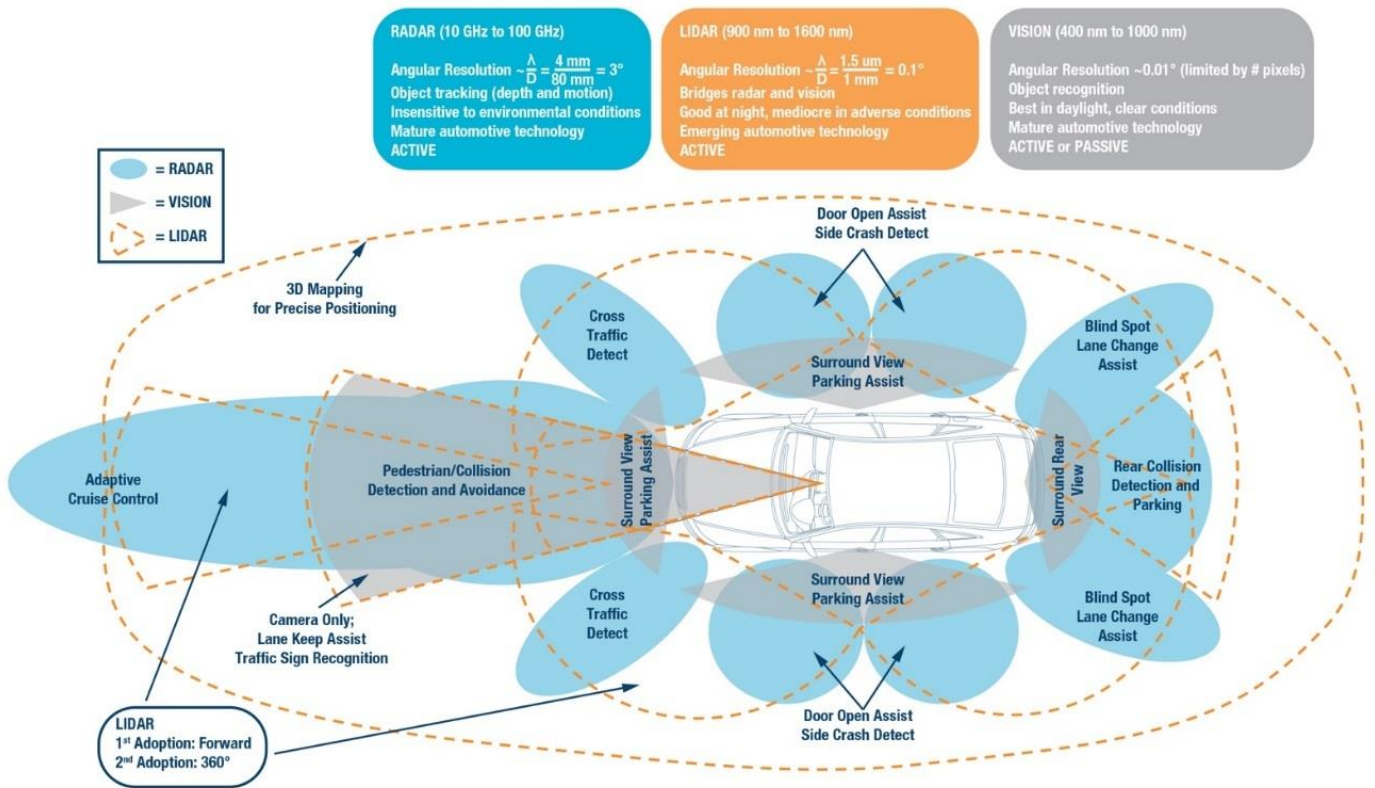 RADAR (10 GHz to 100 GHz)
Angular Resolution ~ λ/D = 4 mm/80 mm = 3°
Object tracking (depth and motion)
Insensitive to environmental conditions
Mature automotive technology
ACTIVE
LIDAR (900 nm to 1600 nm)
Angular Resolution ~ λ/D = 1.5 um/1 mm = 0.1°
Bridges radar and vision
Good at night, mediocre in adverse conditions
Emerging automotive technology
ACTIVE
VISION (400 nm to 1000 nm)
Angular Resolution ~0.01° (limited by # pixels)
Object recognition
Best in daylight, clear conditions
Mature automotive technology
ACTIVE or PASSIVE
= RADAR
= VISION
= LIDAR
3D Mapping
for Precise Positioning
Door Open Assist
Side Crash Detect
Cross
Traffic
Detect
Blind Spot
Lane Change
Assist
Surround View
Parking Assist
Adaptive
Cruise Control
Pedestrian/Collision
Detection and Avoidance
Surround View
Parking Assist
Surround Rear
View
Rear Collision
Detection and
Parking
Surround View
Parking Assist
Cross
Traffic
Detect
Blind Spot
Lane Change
Assist
Camera Only;
Lane Keep Assist
Traffic Sign Recognition
Door Open Assist
Side Crash Detect
LIDAR
1st Adoption: Forward
2nd Adoption: 360°